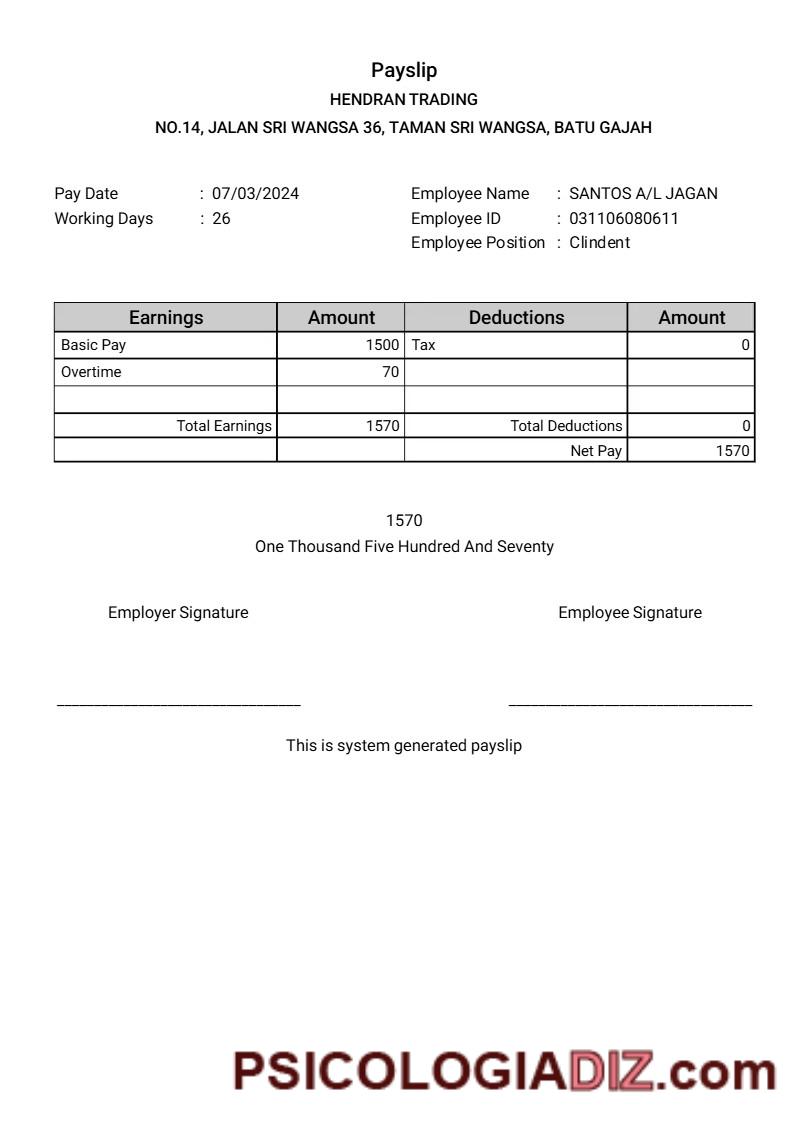 Payslip
HENDRAN TRADING
NO.14, JALAN SRI WANGSA 36, TAMAN SRI WANGSA, BATU GAJAH
Pay Date : 07/03/2024 Employee Name : SANTOS A/L JAGAN
Working Days : 26 Employee ID : 031106080611
Employee Position : Clindent
Earnings Amount Deductions Amount
Basic Pay 1500 Tax 0
Overtime 70
Total Earnings 1570 Total Deductions 0
Net Pay 1570
1570
One Thousand Five Hundred And Seventy
Employer Signature Employee Signature
This is system generated payslip
PSICOLOGIADIZ.com